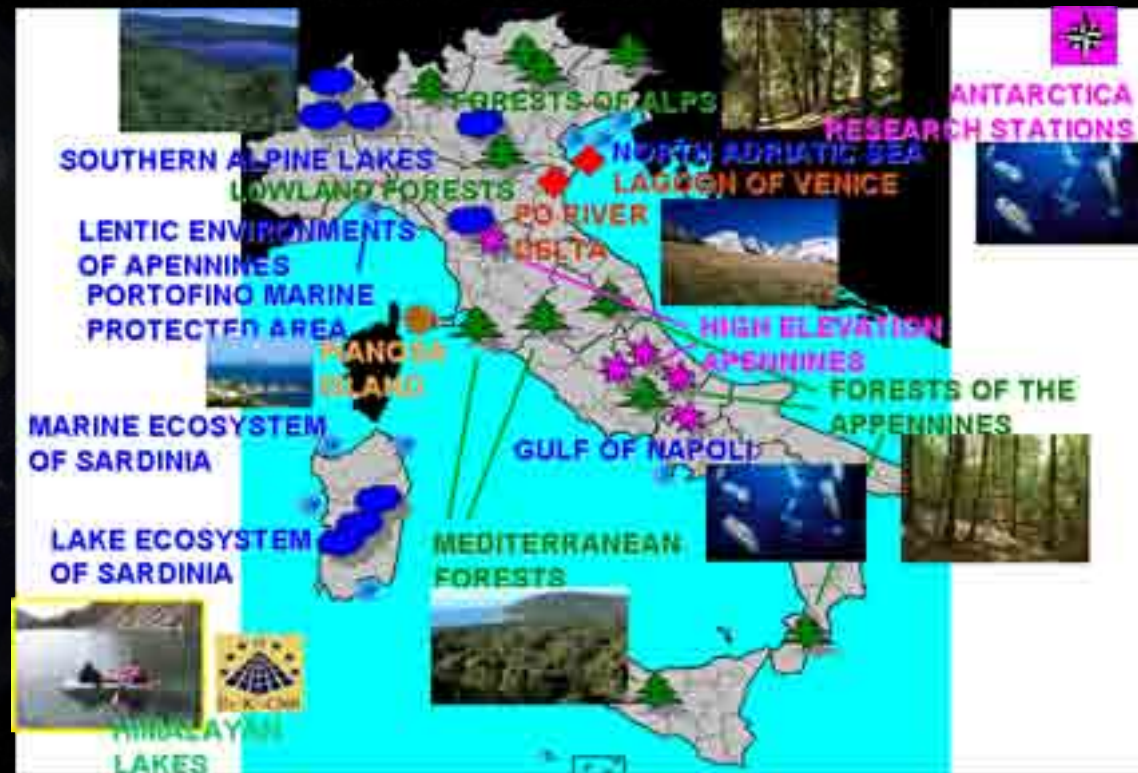 FORESTS OF ALPS
ANTARCTICA
RESEARCH STATIONS
SOUTHERN ALPINE LAKES
NORTH ADRIATIC SEA
LOWLAND FORESTS
LAGOON OF VENICE
PO RIVER
DELTA
LENTIC ENVIRONMENTS
OF APENNINES
PORTOFINO MARINE
PROTECTED AREA
PIANOSA
ISLAND
HIGH ELEVATION
APENNINES
FORESTS OF THE
APPENNINES
MARINE ECOSYSTEM
OF SARDINIA
GULF OF NAPOLI
LAKE ECOSYSTEM
OF SARDINIA
MEDITERRANEAN
FORESTS
HIMALAYAN
LAKES